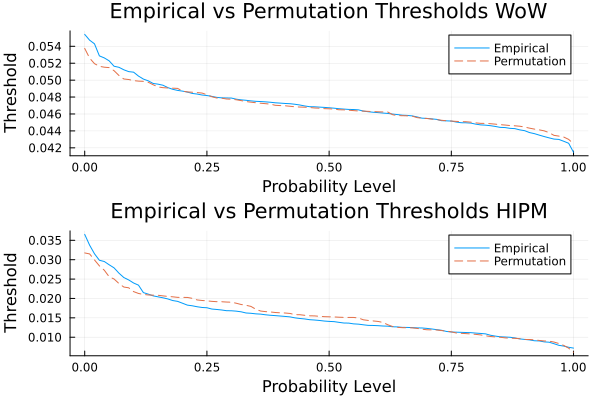 Empirical vs Permutation Thresholds WoW
Threshold
0.054
0.052
0.050
0.048
0.046
0.044
0.042
Empirical
Permutation
0.00 0.25 0.50 0.75 1.00
Probability Level
Empirical vs Permutation Thresholds HIPM
Threshold
0.035
0.030
0.025
0.020
0.015
0.010
Empirical
Permutation
0.00 0.25 0.50 0.75 1.00
Probability Level